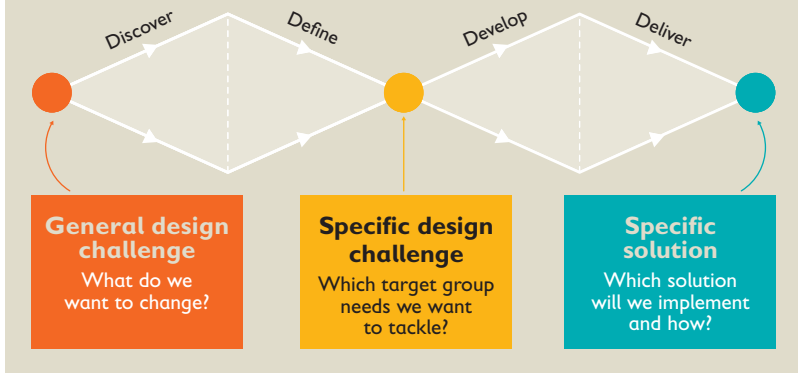 Discover
Define
Develop
Deliver
General design
challenge
What do we
want to change?
Specific design
challenge
Which target group
needs we want
to tackle?
Specific
solution
Which solution
will we implement
and how?